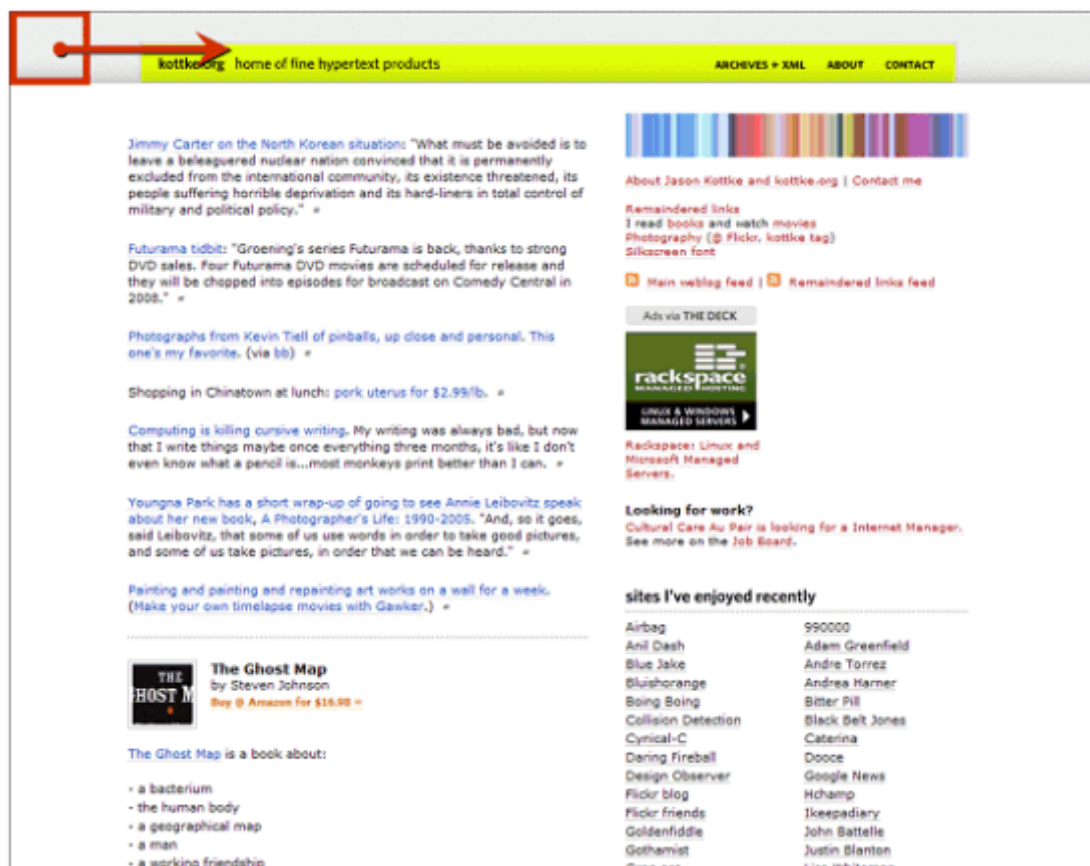 kottke.org home of fine hypertext products
ARCHIVES + XML ABOUT CONTACT
Jimmy Carter on the North Korean situation: "What must be avoided is to
leave a beleaguered nuclear nation convinced that it is permanently
excluded from the international community, its existence threatened, its
people suffering horrible deprivation and its hard-liners in total control of
military and political policy." #
Futurama tidbit: "Groening's series Futurama is back, thanks to strong
DVD sales. Four Futurama DVD movies are scheduled for release and
they will be chopped into episodes for broadcast on Comedy Central in
2008." #
Photographs from Kevin Tiell of pinballs, up close and personal. This
one's my favorite. (via bb) #
Shopping in Chinatown at lunch: pork uterus for $2.99/lb. #
Computing is killing cursive writing. My writing was always bad, but now
that I write things maybe once everything three months, it's like I don't
even know what a pencil is...most monkeys print better than I can. #
Youngna Park has a short wrap-up of going to see Annie Leibovitz speak
about her new book, A Photographer's Life: 1990-2005. "And, so it goes,
said Leibovitz, that some of us use words in order to take good pictures,
and some of us take pictures, in order that we can be heard." #
Painting and painting and repainting art works on a wall for a week.
(Make your own timelapse movies with Gawker.) #
THE
HOST M
The Ghost Map
by Steven Johnson
Buy @ Amazon for $16.98 »
The Ghost Map is a book about:
- a bacterium
- the human body
- a geographical map
- a man
- a working friendship
About Jason Kottke and kottke.org | Contact me
Remaindered links
I read books and watch movies
Photography (@ Flickr, kottke tag)
Silkscreen font
Main weblog feed | Remaindered links feed
Ads via THE DECK
rackspace
MANAGED HOSTING
LINUX & WINDOWS
MANAGED SERVERS
Rackspace: Linux and
Microsoft Managed
Servers.
Looking for work?
Cultural Care Au Pair is looking for a Internet Manager.
See more on the Job Board.
sites I've enjoyed recently
Airbag
Anil Dash
Blue Jake
Bluishorange
Boing Boing
Collision Detection
Cynical-C
Daring Fireball
Design Observer
Flickr blog
Flickr friends
Goldenfiddle
Gothamist
990000
Adam Greenfield
Andre Torrez
Andrea Harner
Bitter Pill
Black Belt Jones
Caterina
Dooce
Google News
Hchamp
Ikeepadiary
John Battelle
Justin Blanton